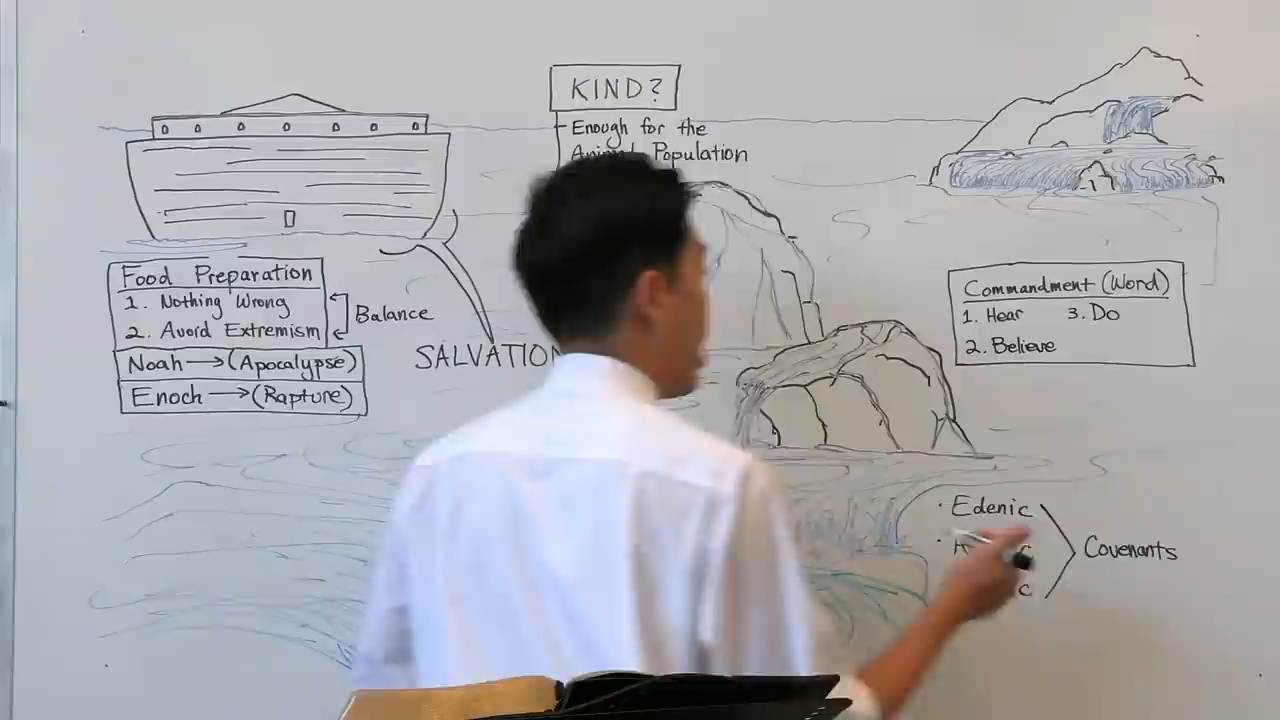 KIND?
Enough for the
Population
Food Preparation
1. Nothing Wrong
2. Avoid Extremism
Balance
Noah → (Apocalypse)
Enoch → (Rapture)
Commandment (Word)
1. Hear 3. Do
2. Believe
· Edenic
Covenants